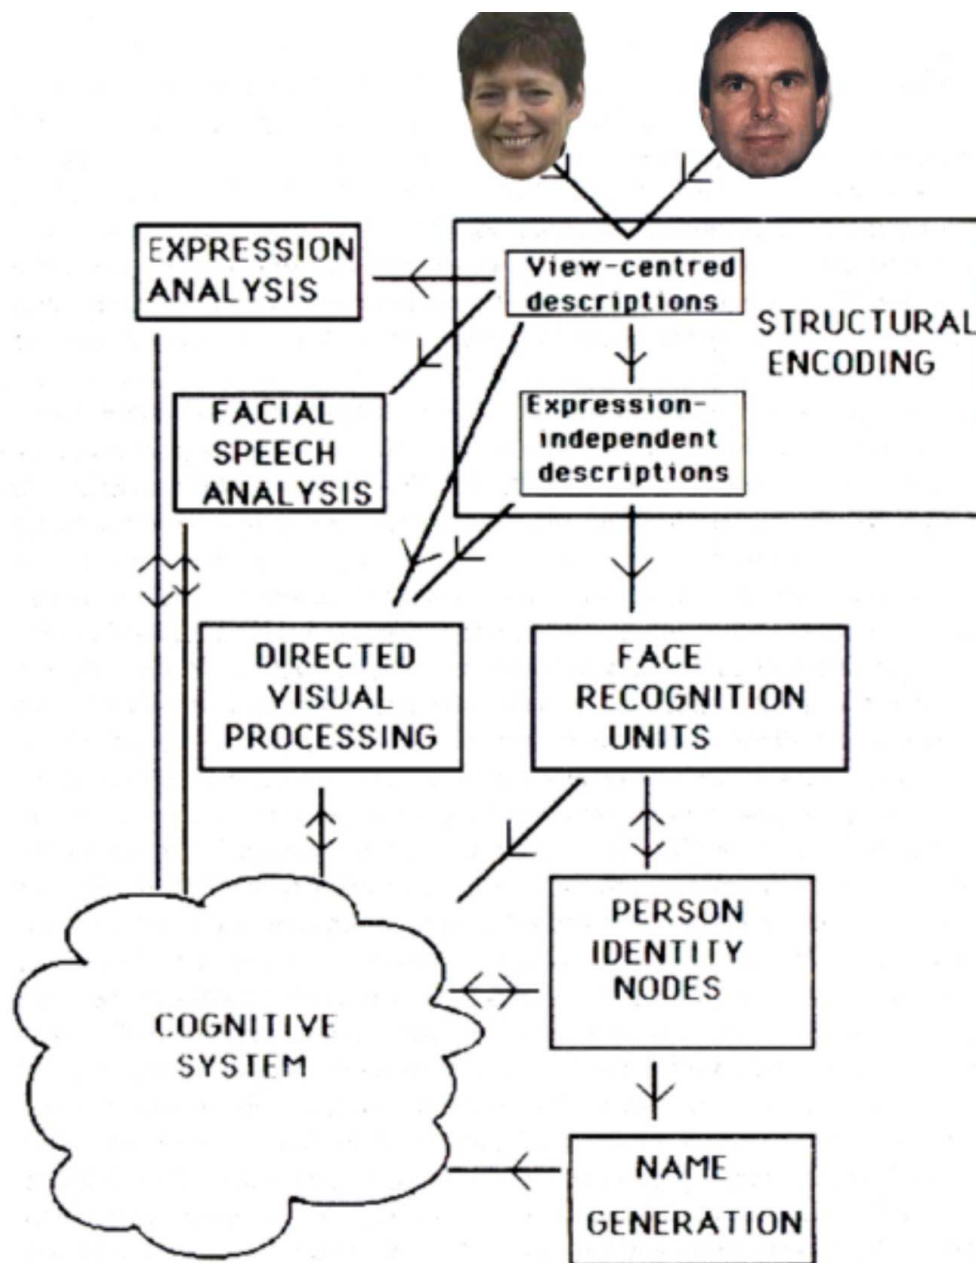 View-centred
descriptions
EXPRESSION
ANALYSIS
STRUCTURAL
ENCODING
Expression-
independent
descriptions
FACIAL
SPEECH
ANALYSIS
DIRECTED
VISUAL
PROCESSING
FACE
RECOGNITION
UNITS
PERSON
IDENTITY
NODES
COGNITIVE
SYSTEM
NAME
GENERATION